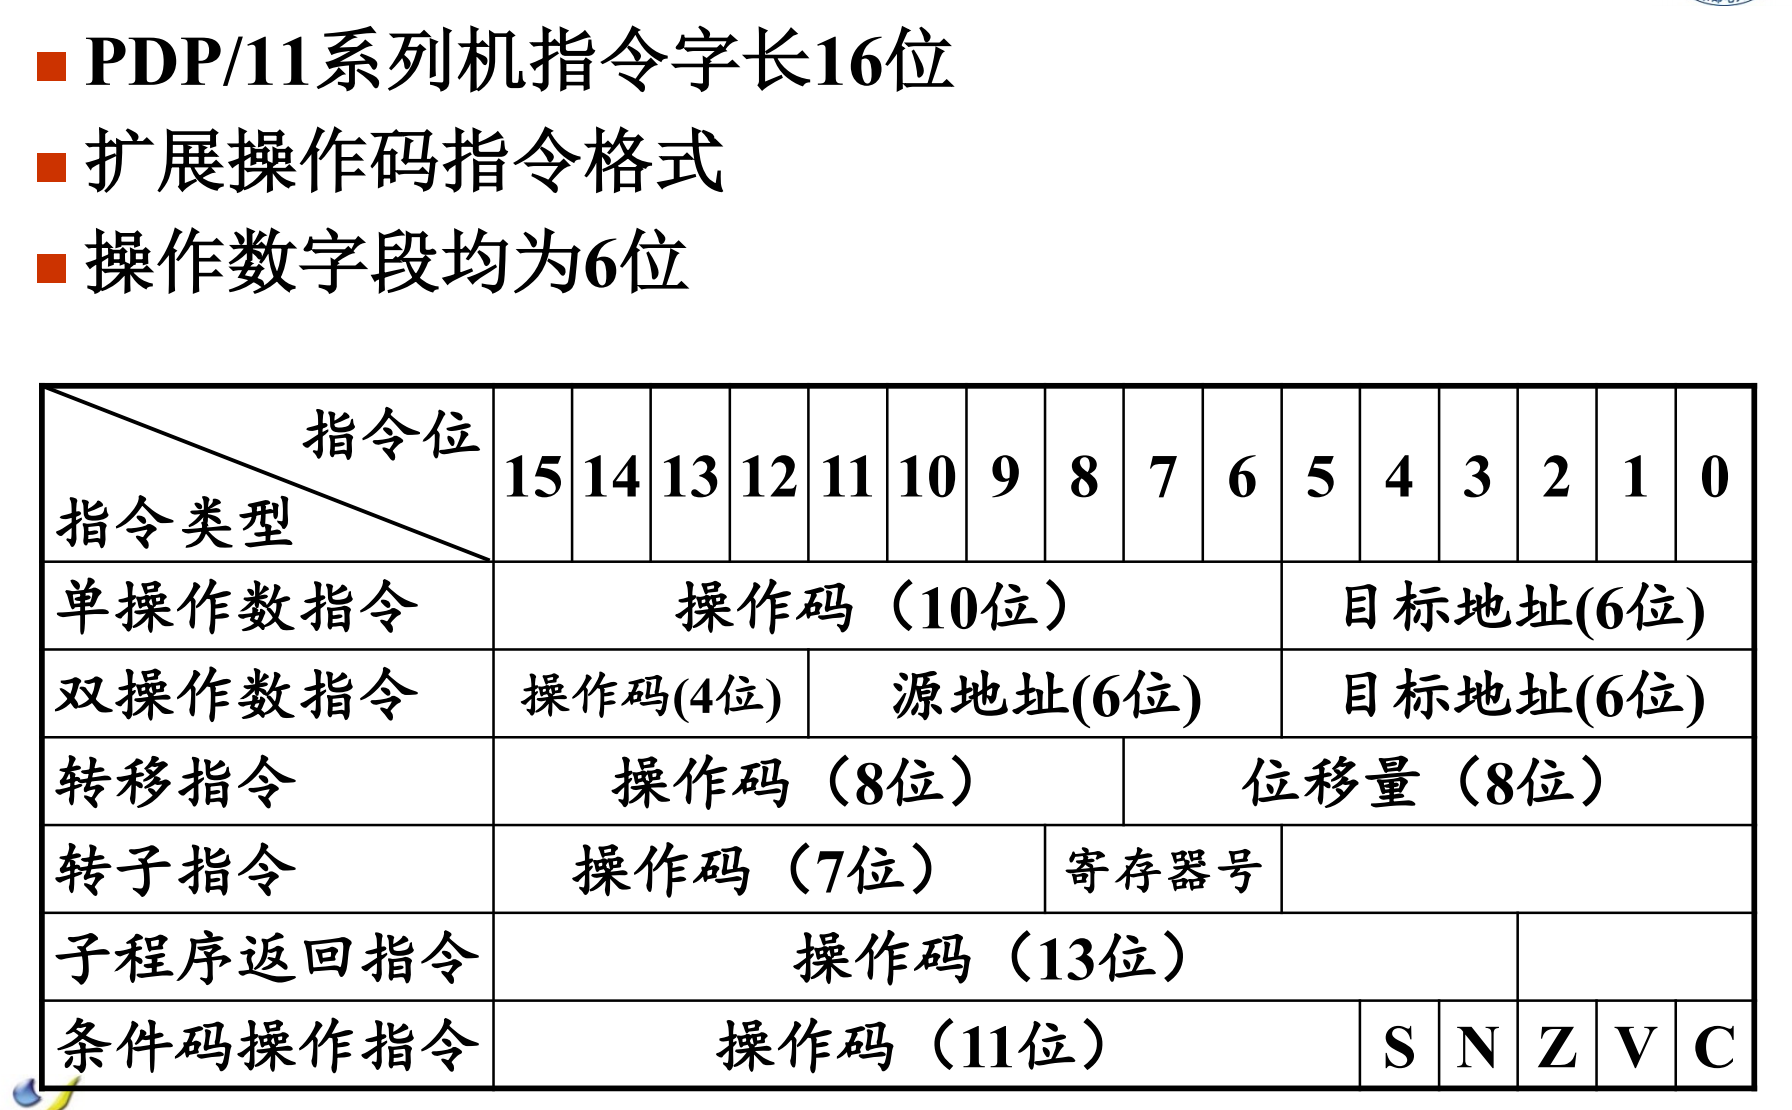 PDP/11系列机指令字长16位
扩展操作码指令格式
操作数字段均为6位
指令位
指令类型
15 14 13 12 11 10 9 8 7 6 5 4 3 2 1 0
单操作数指令 操作码（10位） 目标地址(6位)
双操作数指令 操作码(4位) 源地址(6位) 目标地址(6位)
转移指令 操作码（8位） 位移量（8位）
转子指令 操作码（7位） 寄存器号
子程序返回指令 操作码（13位）
条件码操作指令 操作码（11位） S N Z V C